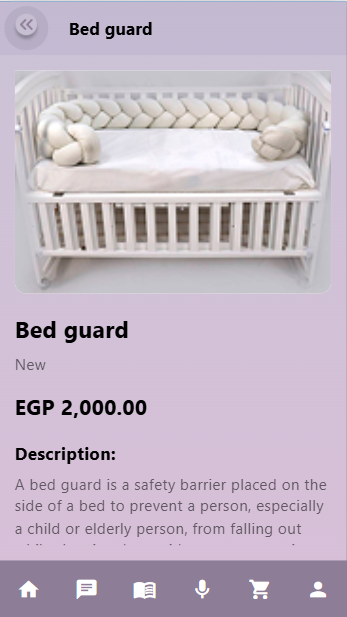 Bed guard
Bed guard
New
EGP 2,000.00
Description:
A bed guard is a safety barrier placed on the
side of a bed to prevent a person, especially
a child or elderly person, from falling out